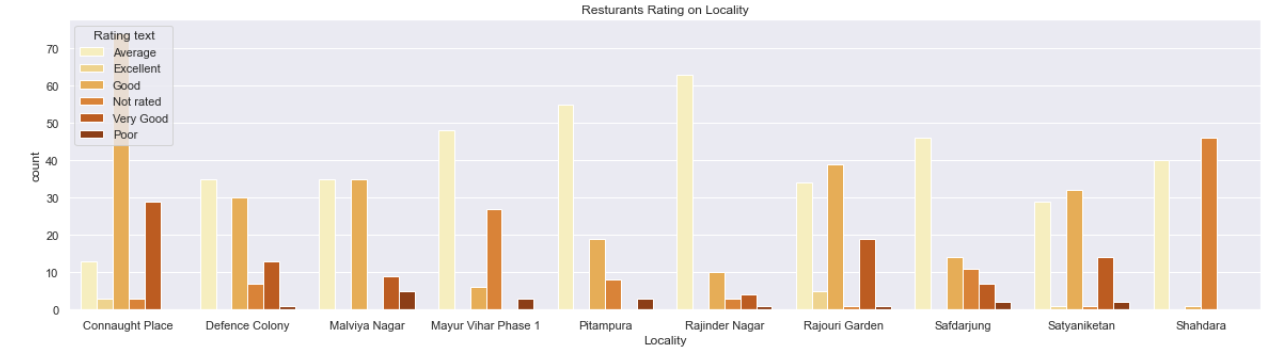 Resturants Rating on Locality
Rating text
Average
Excellent
Good
Not rated
Very Good
Poor
count
70
60
50
40
30
20
10
0
Connaught Place Defence Colony Malviya Nagar Mayur Vihar Phase 1 Pitampura Rajinder Nagar Rajouri Garden Safdarjung Satyaniketan Shahdara
Locality